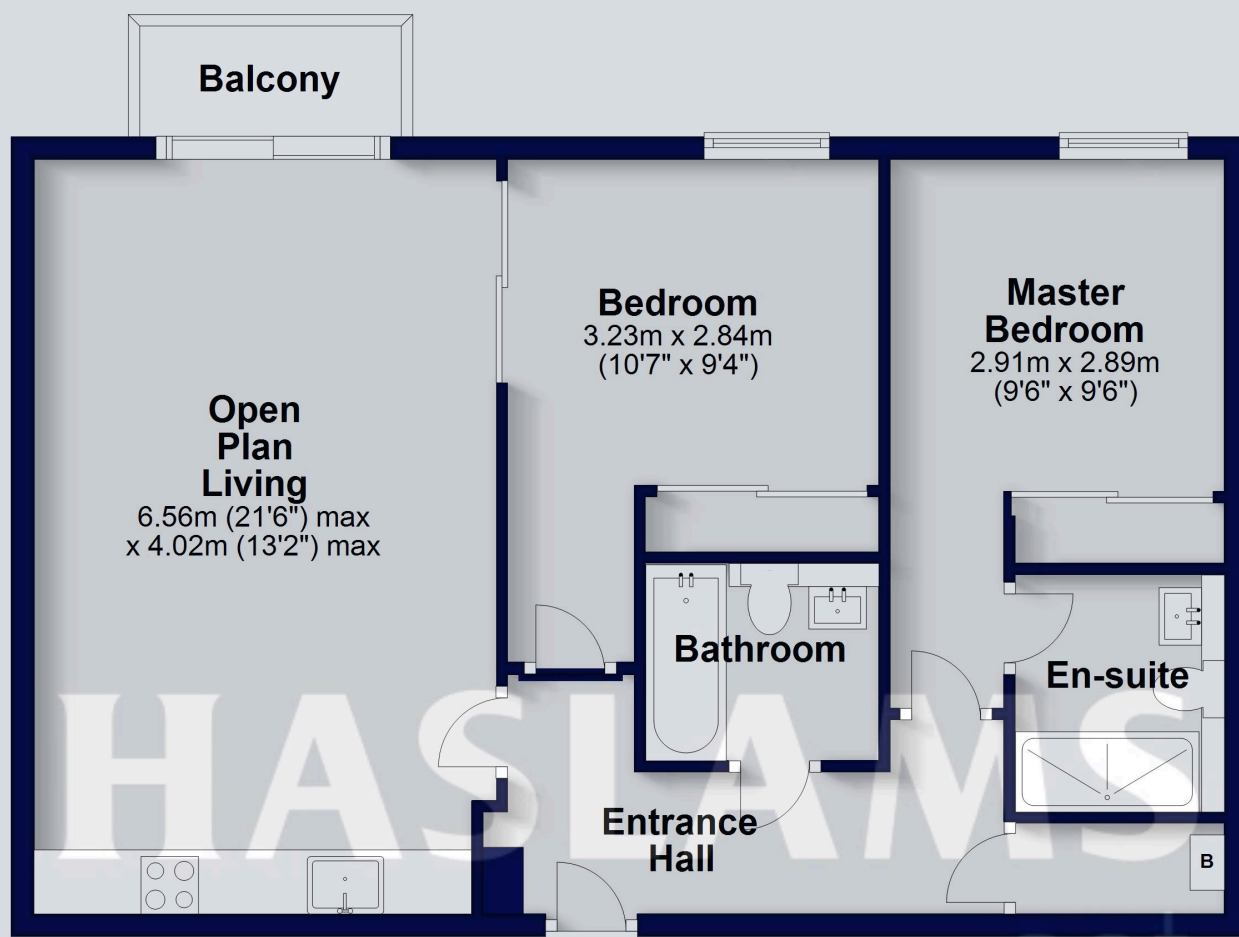 Balcony
Bedroom
3.23m x 2.84m
(10'7" x 9'4")
Master
Bedroom
2.91m x 2.89m
(9'6" x 9'6")
Open
Plan
Living
6.56m (21'6") max
x 4.02m (13'2") max
Bathroom
En-suite
HASLAMS
Entrance
Hall
B